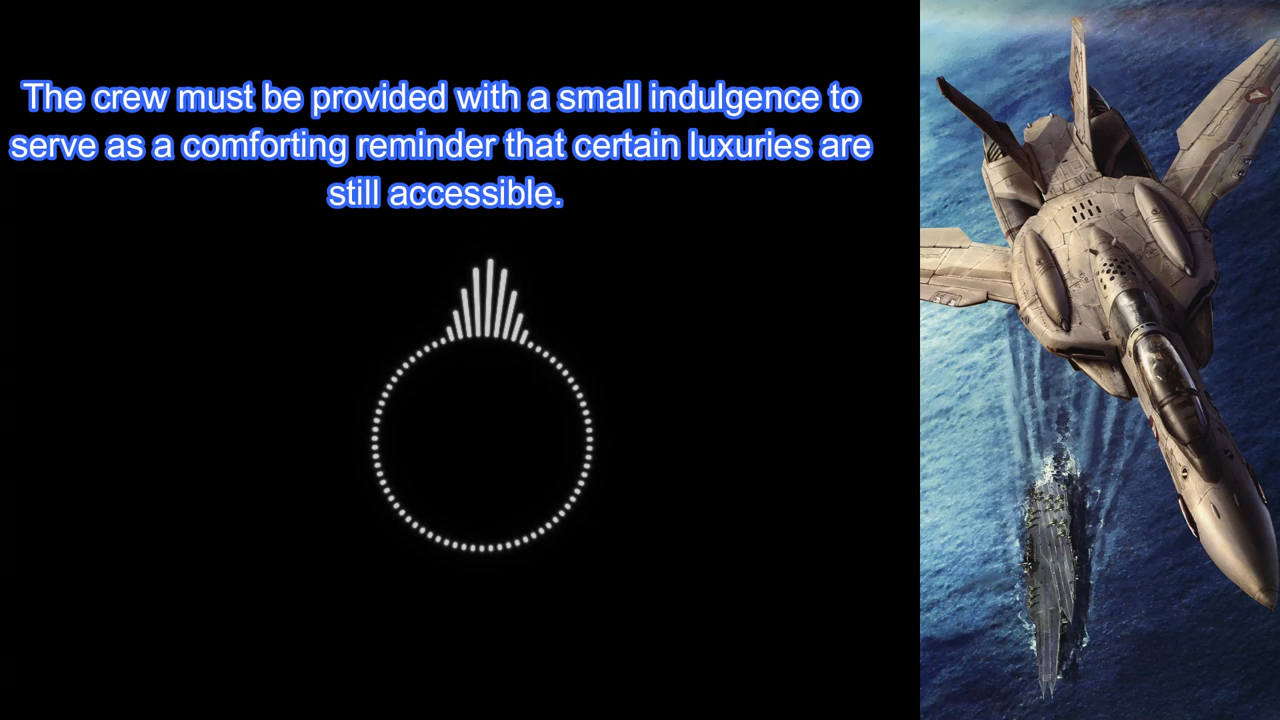 The crew must be provided with a small indulgence to
serve as a comforting reminder that certain luxuries are
still accessible.